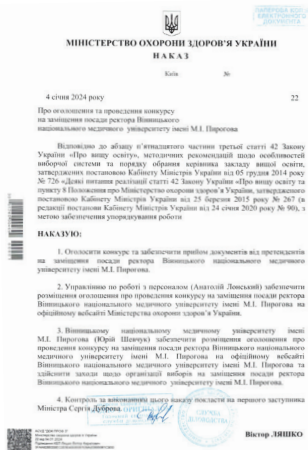 МІНІСТЕРСТВО ОХОРОНИ ЗДОРОВ'Я УКРАЇНИ
НАКАЗ
Київ №
4 січня 2024 року 22
Про оголошення та проведення конкурсу
на заміщення посади ректора Вінницького
національного медичного університету імені М.І. Пирогова
Відповідно до абзацу п'ятнадцятого частини третьої статті 42 Закону
України «Про вищу освіту», методичних рекомендацій щодо особливостей
виборчої системи та порядку обрання керівника закладу вищої освіти,
затверджених постановою Кабінету Міністрів України від 05 грудня 2014 року
№ 726 «Деякі питання реалізації статті 42 Закону України «Про вищу освіту та
пункту 8 Положення про Міністерство охорони здоров'я України, затвердженого
постановою Кабінету Міністрів України від 25 березня 2015 року № 267 (в
редакції постанови Кабінету Міністрів України від 24 січня 2020 року № 90), з
метою забезпечення упорядкування роботи
НАКАЗУЮ:
1. Оголосити конкурс та забезпечити прийом документів від претендентів
на заміщення посади ректора Вінницького національного медичного
університету імені М.І. Пирогова.
2. Управлінню по роботі з персоналом (Анатолій Лонський) забезпечити
розміщення оголошення про проведення конкурсу на заміщення посади ректора
Вінницького національного медичного університету імені М.І. Пирогова на
офіційному вебсайті Міністерства охорони здоров'я України.
3. Вінницькому національному медичному університету імені
М.І. Пирогова (Юрій Шевчук) забезпечити розміщення оголошення про
проведення конкурсу на заміщення посади ректора Вінницького національного
медичного університету імені М.І. Пирогова на офіційному вебсайті
Вінницького національного медичного університету імені М.І. Пирогова та
здійснити заходи щодо організації виборів на заміщення посади ректора
Вінницького національного медичного університету імені М.І. Пирогова.
4. Контроль за виконанням цього наказу покласти на першого заступника
Міністра Сергія Дуброва.
Віктор ЛЯШКО